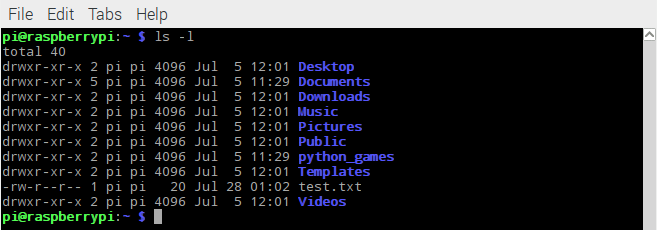 File Edit Tabs Help
pi@raspberrypi:~ $ ls -l
total 40
drwxr-xr-x 2 pi pi 4096 Jul  5 12:01 Desktop
drwxr-xr-x 5 pi pi 4096 Jul  5 11:29 Documents
drwxr-xr-x 2 pi pi 4096 Jul  5 12:01 Downloads
drwxr-xr-x 2 pi pi 4096 Jul  5 12:01 Music
drwxr-xr-x 2 pi pi 4096 Jul  5 12:01 Pictures
drwxr-xr-x 2 pi pi 4096 Jul  5 12:01 Public
drwxr-xr-x 2 pi pi 4096 Jul  5 11:29 python_games
drwxr-xr-x 2 pi pi 4096 Jul  5 12:01 Templates
-rw-r--r-- 1 pi pi   20 Jul 28 01:02 test.txt
drwxr-xr-x 2 pi pi 4096 Jul  5 12:01 Videos
pi@raspberrypi:~ $